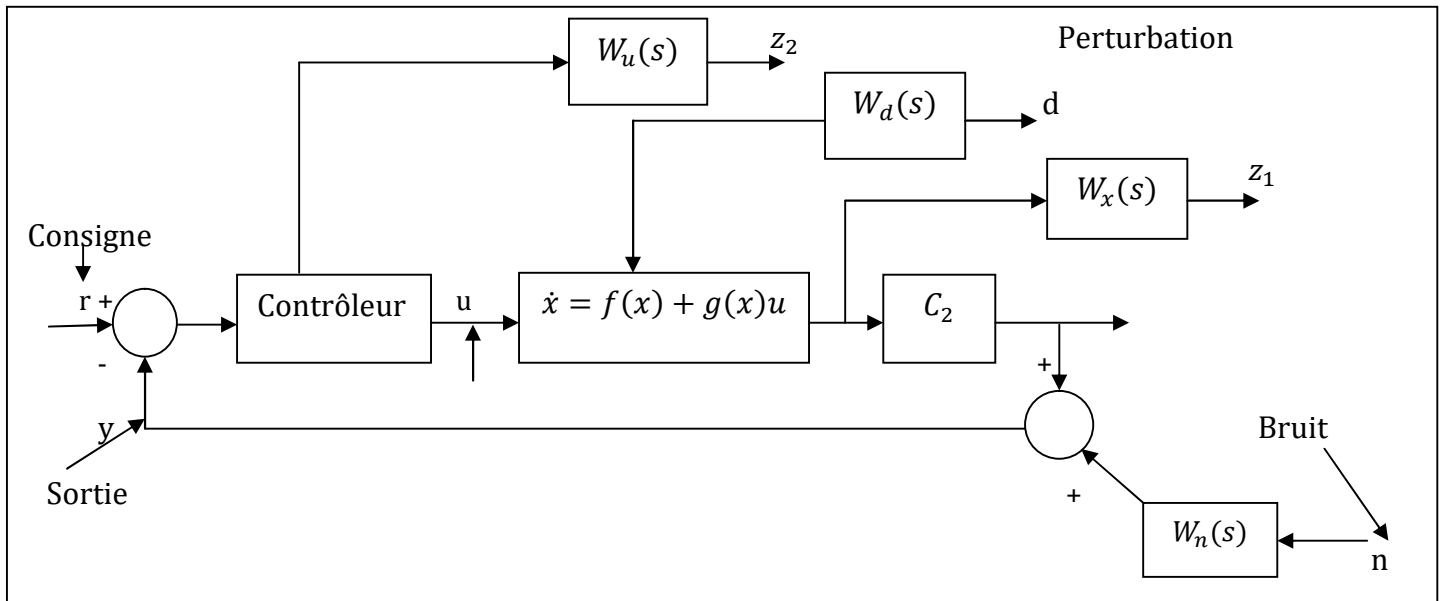 Perturbation
W_u(s)
z_2
W_d(s)
d
W_x(s)
z_1
Consigne
r +
-
Contrôleur
u
ẋ = f(x) + g(x)u
C_2
+
y
Sortie
Bruit
+
W_n(s)
n